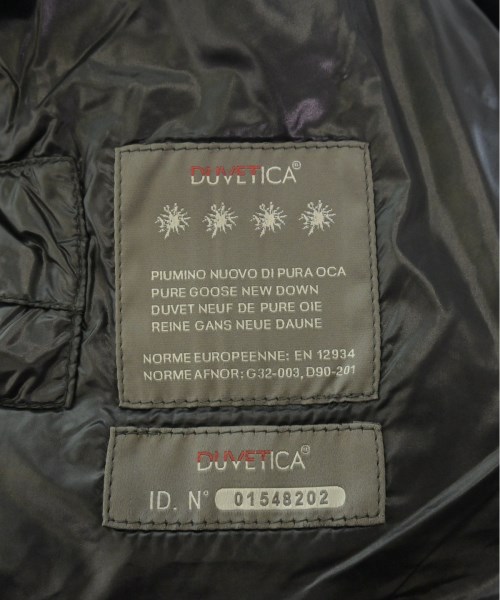 DUVETICA®
PIUMINO NUOVO DI PURA OCA
PURE GOOSE NEW DOWN
DUVET NEUF DE PURE OIE
REINE GANS NEUE DAUNE
NORME EUROPEENNE: EN 12934
NORME AFNOR: G32-003, D90-201
DUVETICA®
ID. N° 01548202